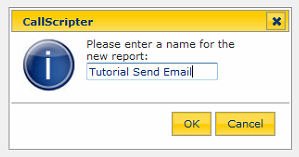 CallScripter
Please enter a name for the
new report:
Tutorial Send Email
OK
Cancel